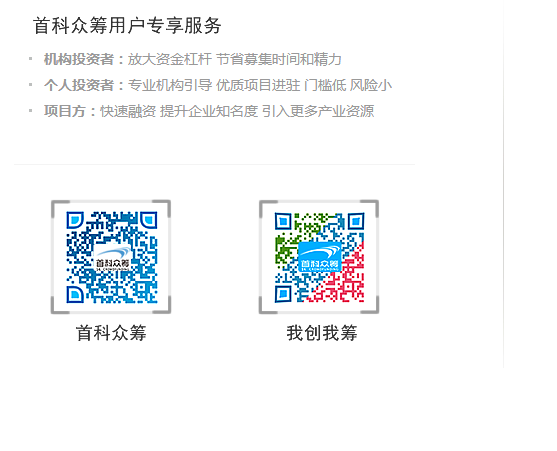 首科众筹用户专享服务
机构投资者：放大资金杠杆 节省募集时间和精力
个人投资者：专业机构引导 优质项目进驻 门槛低 风险小
项目方：快速融资 提升企业知名度 引入更多产业资源
首科众筹 首科众筹
首科众筹 我创我筹